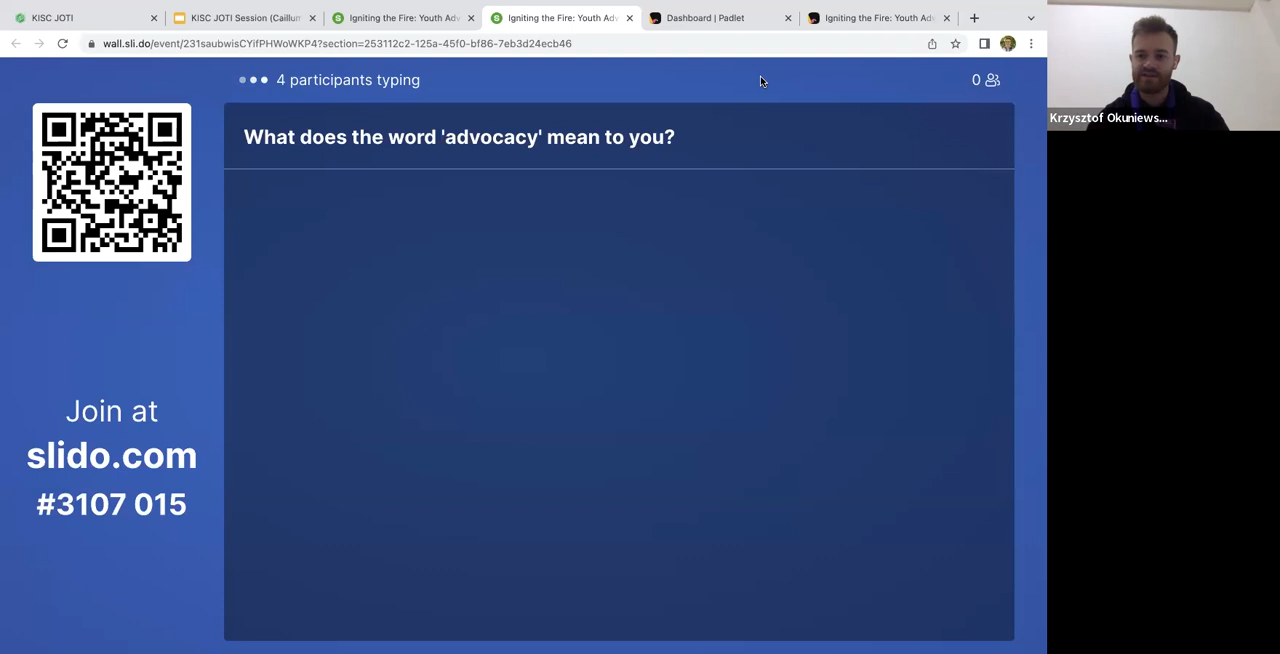 KISC JOTI
KISC JOTI Session (Caillum
Igniting the Fire: Youth Adv
Igniting the Fire: Youth Adv
Dashboard | Padlet
Igniting the Fire: Youth Adv
wall.sli.do/event/231saubwisCYifPHWoWKP4?section=253112c2-125a-45f0-bf86-7eb3d24ecb46
4 participants typing
0
What does the word 'advocacy' mean to you?
Join at
slido.com
#3107 015
Krzysztof Okuniews...